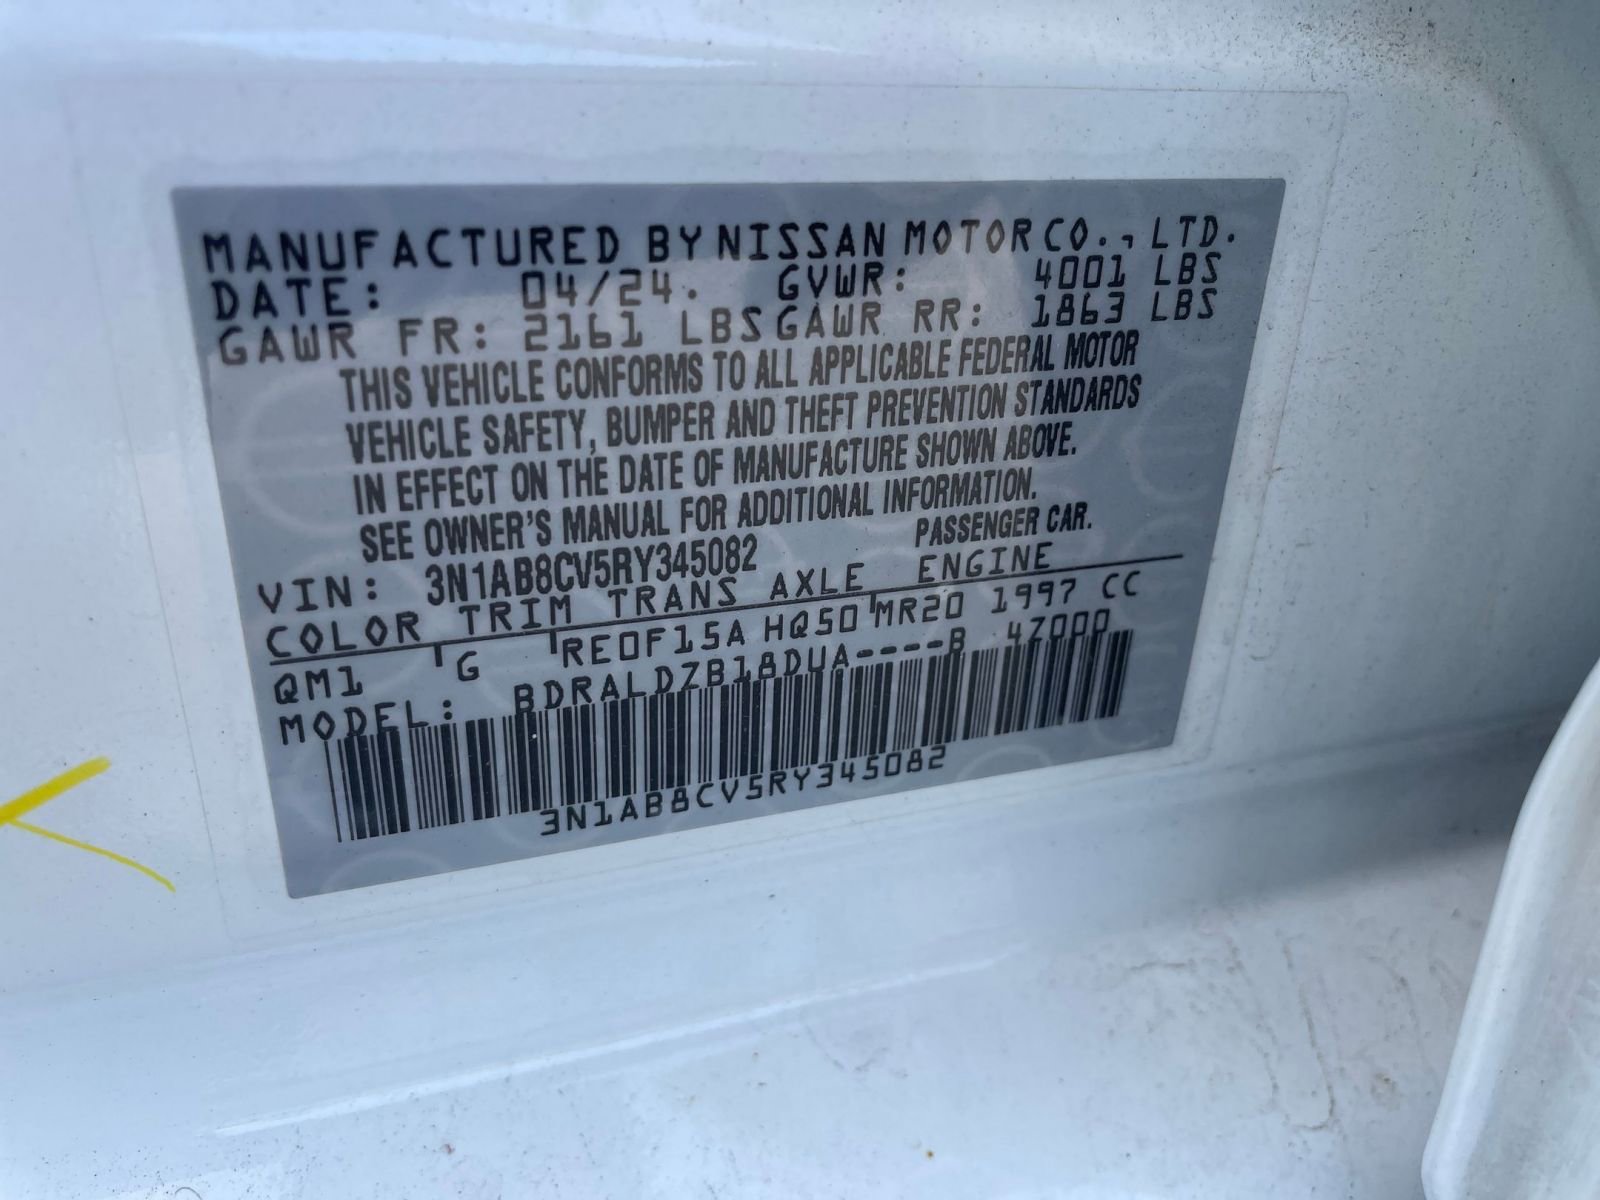 MANUFACTURED BY NISSAN MOTOR CO., LTD.
DATE: 04/24. GVWR: 4001 LBS
GAWR FR: 2161 LBS GAWR RR: 1863 LBS
THIS VEHICLE CONFORMS TO ALL APPLICABLE FEDERAL MOTOR
VEHICLE SAFETY, BUMPER AND THEFT PREVENTION STANDARDS
IN EFFECT ON THE DATE OF MANUFACTURE SHOWN ABOVE.
SEE OWNER'S MANUAL FOR ADDITIONAL INFORMATION.
VIN: 3N1AB8CV5RY345082 PASSENGER CAR.
COLOR TRIM TRANS AXLE ENGINE
QM1 G RE0F15A HQ50 MR20 1997 CC
MODEL: BDRALDZB18DUA----B 4Z000
3N1AB8CV5RY345082